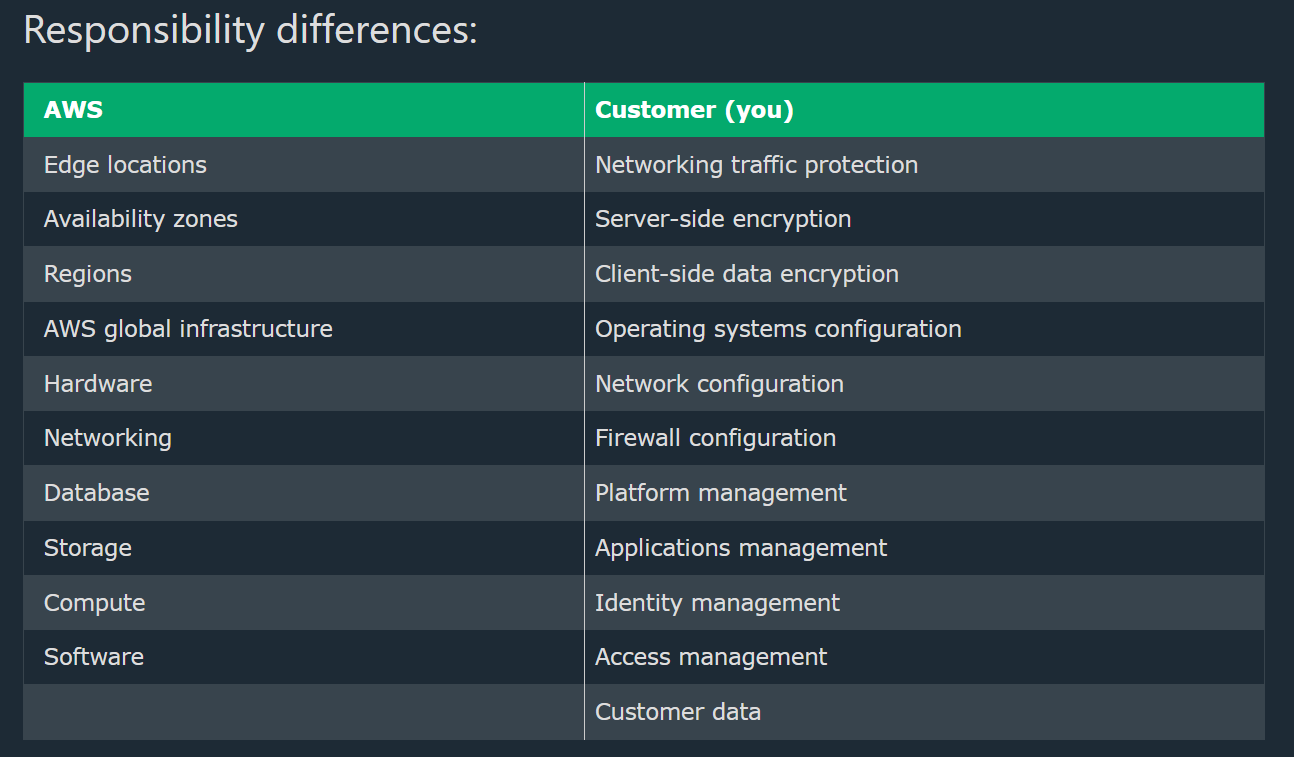 Responsibility differences:
AWS Customer (you)
Edge locations Networking traffic protection
Availability zones Server-side encryption
Regions Client-side data encryption
AWS global infrastructure Operating systems configuration
Hardware Network configuration
Networking Firewall configuration
Database Platform management
Storage Applications management
Compute Identity management
Software Access management
Customer data